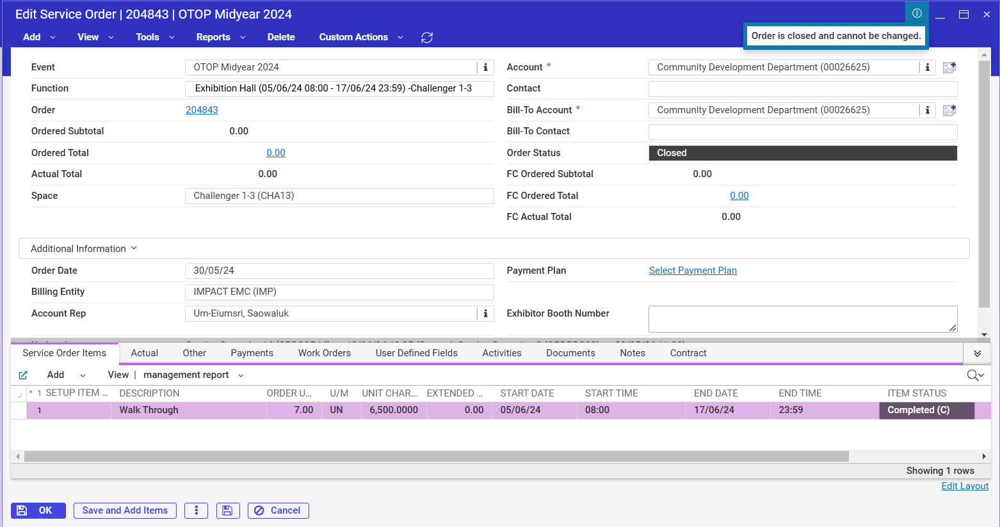 Edit Service Order | 204843 | OTOP Midyear 2024
Add View Tools Reports Delete Custom Actions
Order is closed and cannot be changed.
Event OTOP Midyear 2024
Account * Community Development Department (00026625)
Function Exhibition Hall (05/06/24 08:00 - 17/06/24 23:59) -Challenger 1-3
Contact
Order 204843
Bill-To Account * Community Development Department (00026625)
Ordered Subtotal 0.00
Bill-To Contact
Ordered Total 0.00
Order Status Closed
Actual Total 0.00
FC Ordered Subtotal 0.00
Space Challenger 1-3 (CHA13)
FC Ordered Total 0.00
FC Actual Total 0.00
Additional Information
Order Date 30/05/24
Payment Plan Select Payment Plan
Billing Entity IMPACT EMC (IMP)
Account Rep Um-Eiumsri, Saowaluk
Exhibitor Booth Number
Service Order Items Actual Other Payments Work Orders User Defined Fields Activities Documents Notes Contract
Add View | management report
* 1 SETUP ITEM ... DESCRIPTION ORDER U... U/M UNIT CHAR... EXTENDED ... START DATE START TIME END DATE END TIME ITEM STATUS
1 Walk Through 7.00 UN 6,500.0000 0.00 05/06/24 08:00 17/06/24 23:59 Completed (C)
Showing 1 rows
Edit Layout
OK Save and Add Items Cancel